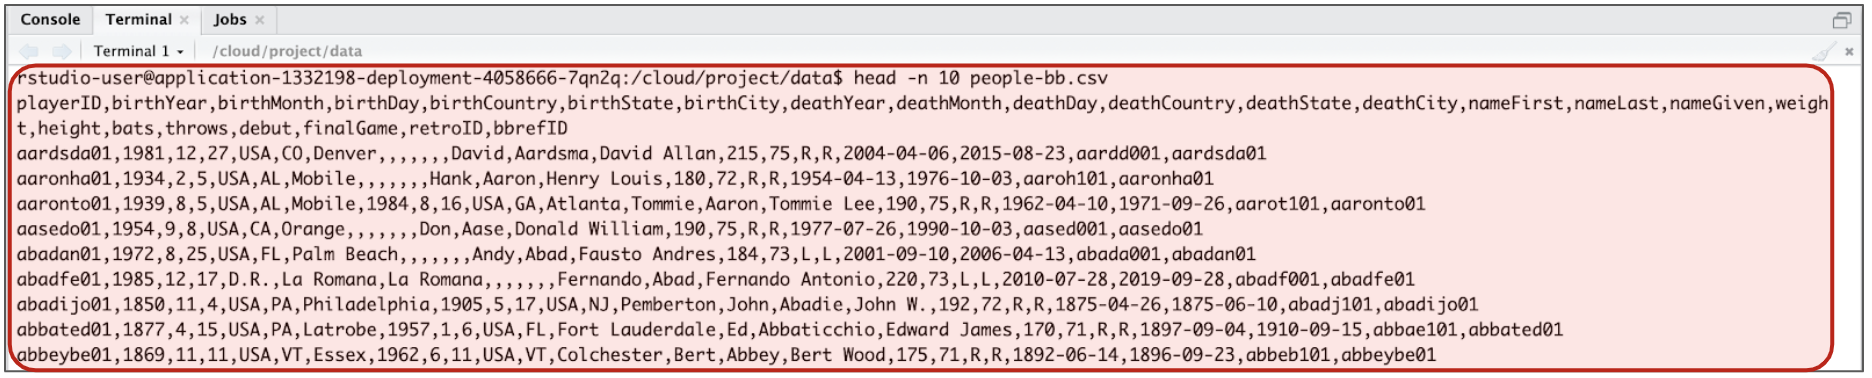 Console Terminal × Jobs ×
Terminal 1 /cloud/project/data ×
rstudio-user@application-1332198-deployment-4058666-7qn2q:/cloud/project/data$ head -n 10 people-bb.csv
playerID,birthYear,birthMonth,birthDay,birthCountry,birthState,birthCity,deathYear,deathMonth,deathDay,deathCountry,deathState,deathCity,nameFirst,nameLast,nameGiven,weigh
t,height,bats,throws,debut,finalGame,retroID,bbrefID
aardsda01,1981,12,27,USA,CO,Denver,,,,,,,David,Aardsma,David Allan,215,75,R,R,2004-04-06,2015-08-23,aardd001,aardsda01
aaronha01,1934,2,5,USA,AL,Mobile,,,,,,,Hank,Aaron,Henry Louis,180,72,R,R,1954-04-13,1976-10-03,aaroh101,aaronha01
aaronto01,1939,8,5,USA,AL,Mobile,1984,8,16,USA,GA,Atlanta,Tommie,Aaron,Tommie Lee,190,75,R,R,1962-04-10,1971-09-26,aarot101,aaronto01
aasedo01,1954,9,8,USA,CA,Orange,,,,,,,Don,Aase,Donald William,190,75,R,R,1977-07-26,1990-10-03,aased001,aasedo01
abadan01,1972,8,25,USA,FL,Palm Beach,,,,,,,Andy,Abad,Fausto Andres,184,73,L,L,2001-09-10,2006-04-13,abada001,abadan01
abadfe01,1985,12,17,D.R.,La Romana,La Romana,,,,,,,Fernando,Abad,Fernando Antonio,220,73,L,L,2010-07-28,2019-09-28,abadf001,abadfe01
abadijo01,1850,11,4,USA,PA,Philadelphia,1905,5,17,USA,NJ,Pemberton,John,Abadie,John W.,192,72,R,R,1875-04-26,1875-06-10,abadj101,abadijo01
abbated01,1877,4,15,USA,PA,Latrobe,1957,1,6,USA,FL,Fort Lauderdale,Ed,Abbaticchio,Edward James,170,71,R,R,1897-09-04,1910-09-15,abbae101,abbated01
abbeybe01,1869,11,11,USA,VT,Essex,1962,6,11,USA,VT,Colchester,Bert,Abbey,Bert Wood,175,71,R,R,1892-06-14,1896-09-23,abbeb101,abbeybe01